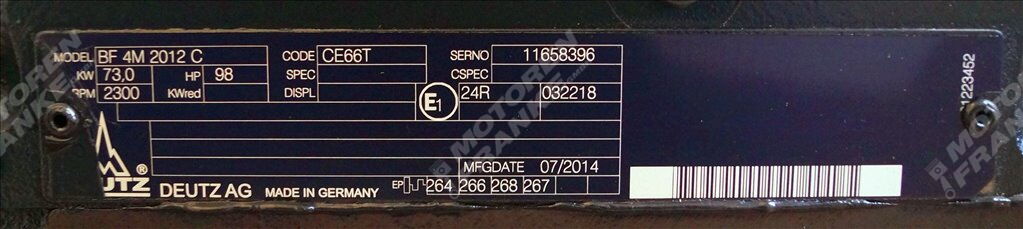 MODEL BF 4M 2012 C CODE CE66T SERNO 11658396
KW 73,0 HP 98 SPEC CSPEC
RPM 2300 KWred DISPL E1 24R 032218
MFGDATE 07/2014
DEUTZ ®
DEUTZ AG MADE IN GERMANY EP 264 266 268 267
1223452
MOTOREN
FRANKE
MOTOREN
FRANKE
MOTOREN
FRANKE